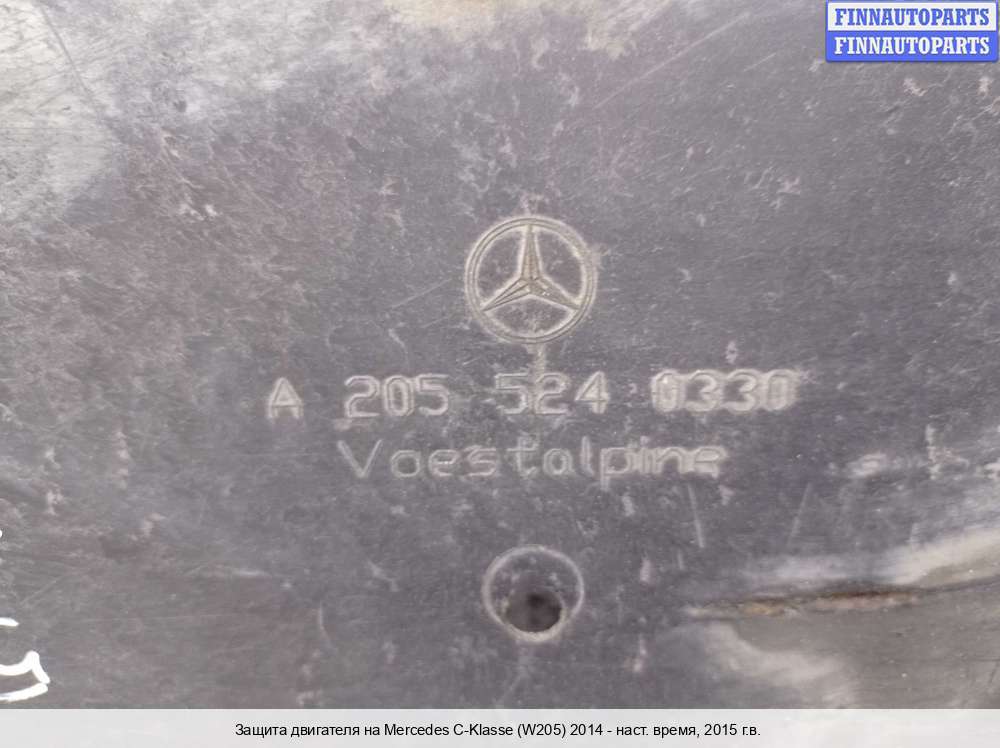 FINNAUTOPARTS
FINNAUTOPARTS
A 205 524 0330
Voestalpine
Защита двигателя на Mercedes C-Klasse (W205) 2014 - наст. время, 2015 г.в.